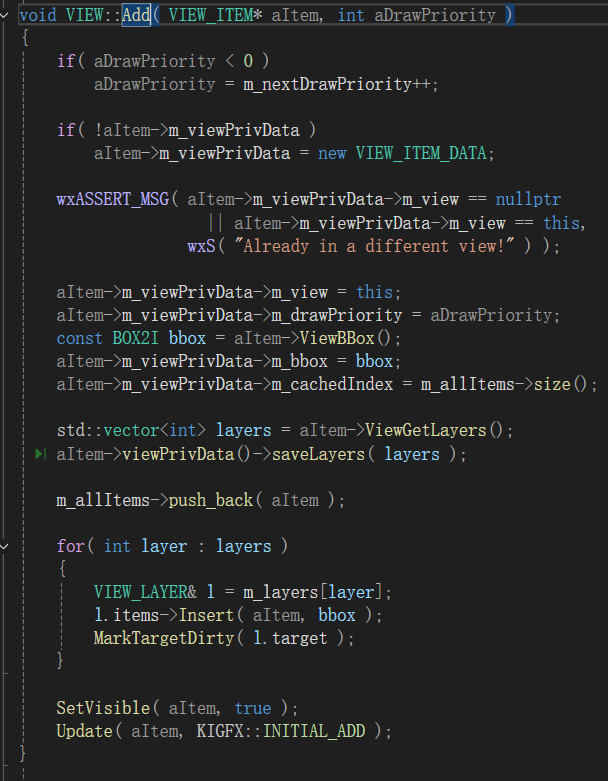 void VIEW::Add( VIEW_ITEM* aItem, int aDrawPriority )
{
    if( aDrawPriority < 0 )
        aDrawPriority = m_nextDrawPriority++;

    if( !aItem->m_viewPrivData )
        aItem->m_viewPrivData = new VIEW_ITEM_DATA;

    wxASSERT_MSG( aItem->m_viewPrivData->m_view == nullptr
                    || aItem->m_viewPrivData->m_view == this,
                  wxS( "Already in a different view!" ) );

    aItem->m_viewPrivData->m_view = this;
    aItem->m_viewPrivData->m_drawPriority = aDrawPriority;
    const BOX2I bbox = aItem->ViewBBox();
    aItem->m_viewPrivData->m_bbox = bbox;
    aItem->m_viewPrivData->m_cachedIndex = m_allItems->size();

    std::vector<int> layers = aItem->ViewGetLayers();
    aItem->viewPrivData()->saveLayers( layers );

    m_allItems->push_back( aItem );

    for( int layer : layers )
    {
        VIEW_LAYER& l = m_layers[layer];
        l.items->Insert( aItem, bbox );
        MarkTargetDirty( l.target );
    }

    SetVisible( aItem, true );
    Update( aItem, KIGFX::INITIAL_ADD );
}